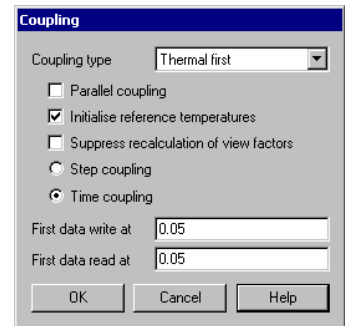 Coupling
Coupling type Thermal first
Parallel coupling
Initialise reference temperatures
Suppress recalculation of view factors
Step coupling
Time coupling
First data write at 0.05
First data read at 0.05
OK Cancel Help